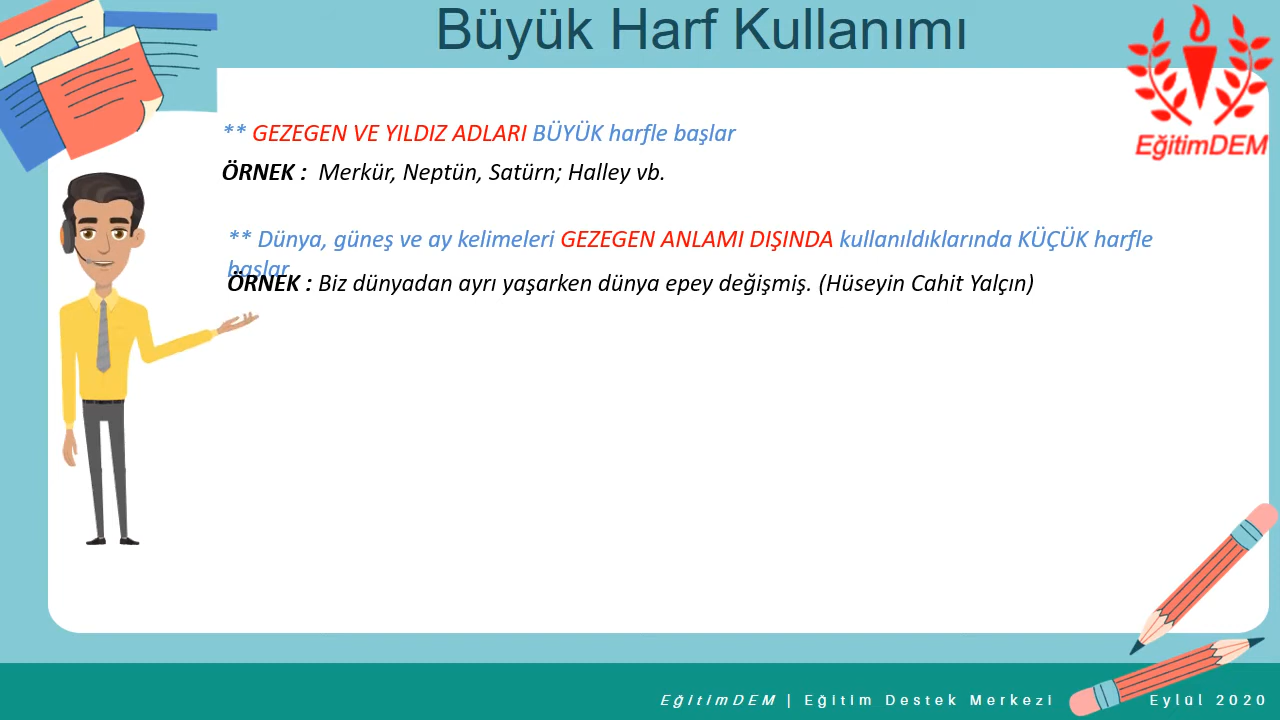 Büyük Harf Kullanımı
EğitimDEM
** GEZEGEN VE YILDIZ ADLARI BÜYÜK harfle başlar
ÖRNEK : Merkür, Neptün, Satürn; Halley vb.
** Dünya, güneş ve ay kelimeleri GEZEGEN ANLAMI DIŞINDA kullanıldıklarında KÜÇÜK harfle
başlar
ÖRNEK : Biz dünyadan ayrı yaşarken dünya epey değişmiş. (Hüseyin Cahit Yalçın)
EğitimDEM | Eğitim Destek Merkezi
Eylül 2020